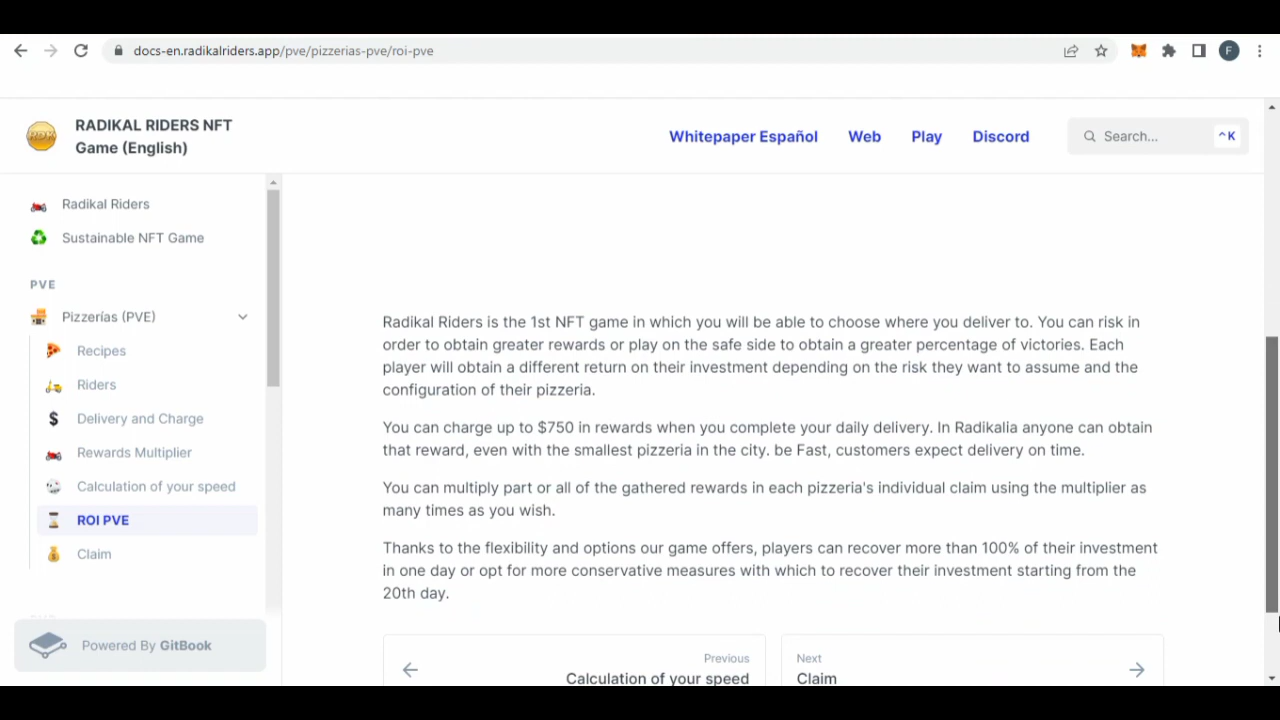 docs-en.radikalriders.app/pve/pizzerias-pve/roi-pve
F
RADIKAL RIDERS NFT
Game (English)
Whitepaper Español
Web
Play
Discord
Search...
^K
Radikal Riders
Sustainable NFT Game
PVE
Pizzerías (PVE)
Recipes
Riders
Delivery and Charge
Rewards Multiplier
Calculation of your speed
ROI PVE
Claim
Powered By GitBook
Radikal Riders is the 1st NFT game in which you will be able to choose where you deliver to. You can risk in
order to obtain greater rewards or play on the safe side to obtain a greater percentage of victories. Each
player will obtain a different return on their investment depending on the risk they want to assume and the
configuration of their pizzeria.
You can charge up to $750 in rewards when you complete your daily delivery. In Radikalia anyone can obtain
that reward, even with the smallest pizzeria in the city. be Fast, customers expect delivery on time.
You can multiply part or all of the gathered rewards in each pizzeria's individual claim using the multiplier as
many times as you wish.
Thanks to the flexibility and options our game offers, players can recover more than 100% of their investment
in one day or opt for more conservative measures with which to recover their investment starting from the
20th day.
Previous
Calculation of your speed
Next
Claim